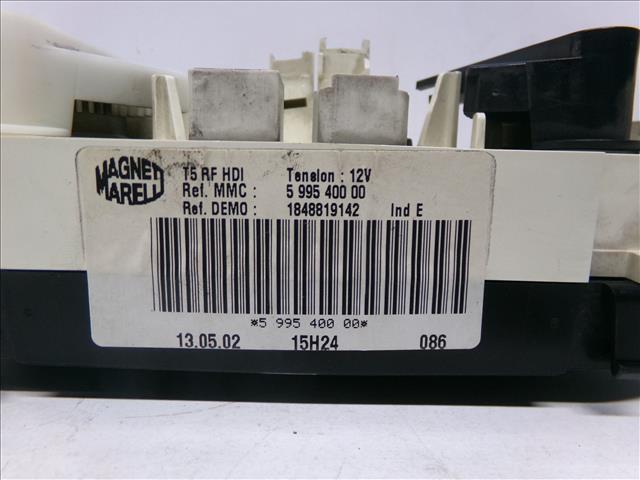 MAGNETI
MARELLI
T5 RF HDI Tension : 12V
Ref. MMC : 5 995 400 00
Ref. DEMO : 1848819142 Ind E
*5 995 400 00*
13.05.02 15H24 086